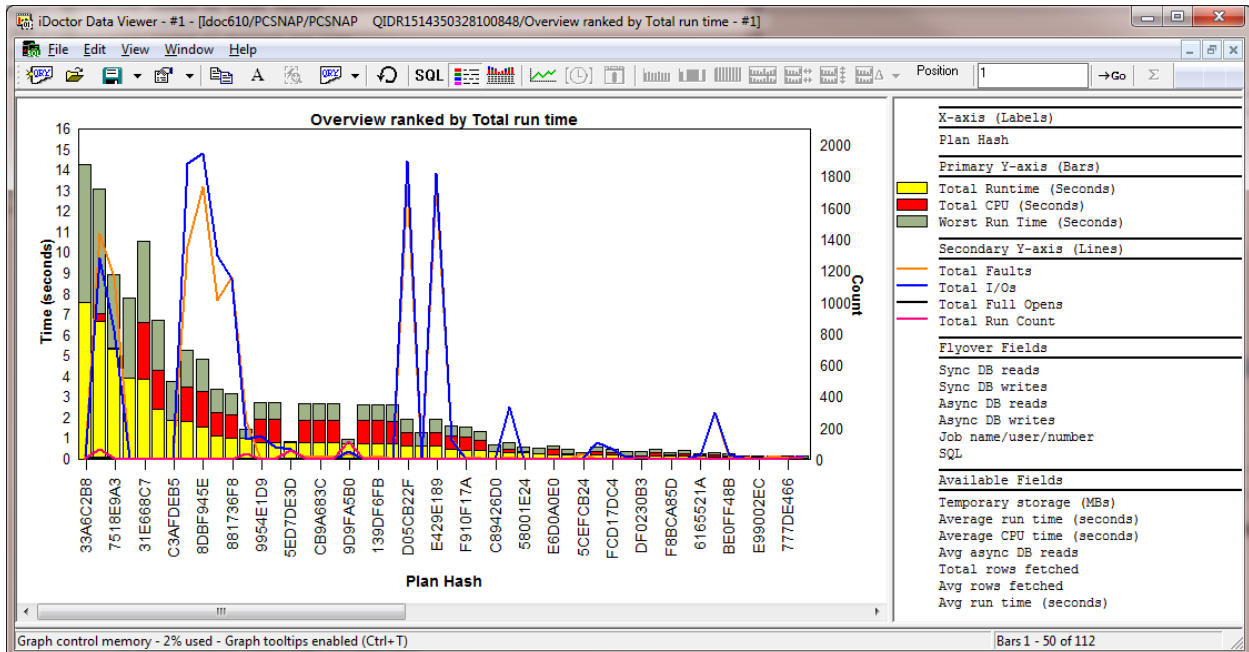 iDoctor Data Viewer - #1 - [Idoc610/PCSNAP/PCSNAP QIDR1514350328100848/Overview ranked by Total run time - #1]
File Edit View Window Help
QRY A QRY SQL Position 1 →Go Σ
Overview ranked by Total run time
16
15
14
13
12
11
10
9
8
7
6
5
4
3
2
1
0
Time (seconds)
2000
1800
1600
1400
1200
1000
800
600
400
200
0
Count
33A6C2B8
7518E9A3
31E668C7
C3AFDEB5
8DBF945E
881736F8
9954E1D9
5ED7DE3D
CB9A683C
9D9FA5B0
139DF6FB
D05CB22F
E429E189
F910F17A
C89426D0
58001E24
E6D0A0E0
5CEFCB24
FCD17DC4
DF0230B3
F8BCA85D
6165521A
BE0FF48B
E99002EC
777DE466
Plan Hash
X-axis (Labels)
Plan Hash
Primary Y-axis (Bars)
Total Runtime (Seconds)
Total CPU (Seconds)
Worst Run Time (Seconds)
Secondary Y-axis (Lines)
Total Faults
Total I/Os
Total Full Opens
Total Run Count
Flyover Fields
Sync DB reads
Sync DB writes
Async DB reads
Async DB writes
Job name/user/number
SQL
Available Fields
Temporary storage (MBs)
Average run time (seconds)
Average CPU time (seconds)
Avg async DB reads
Total rows fetched
Avg rows fetched
Avg run time (seconds)
Graph control memory - 2% used - Graph tooltips enabled (Ctrl+T)
Bars 1 - 50 of 112